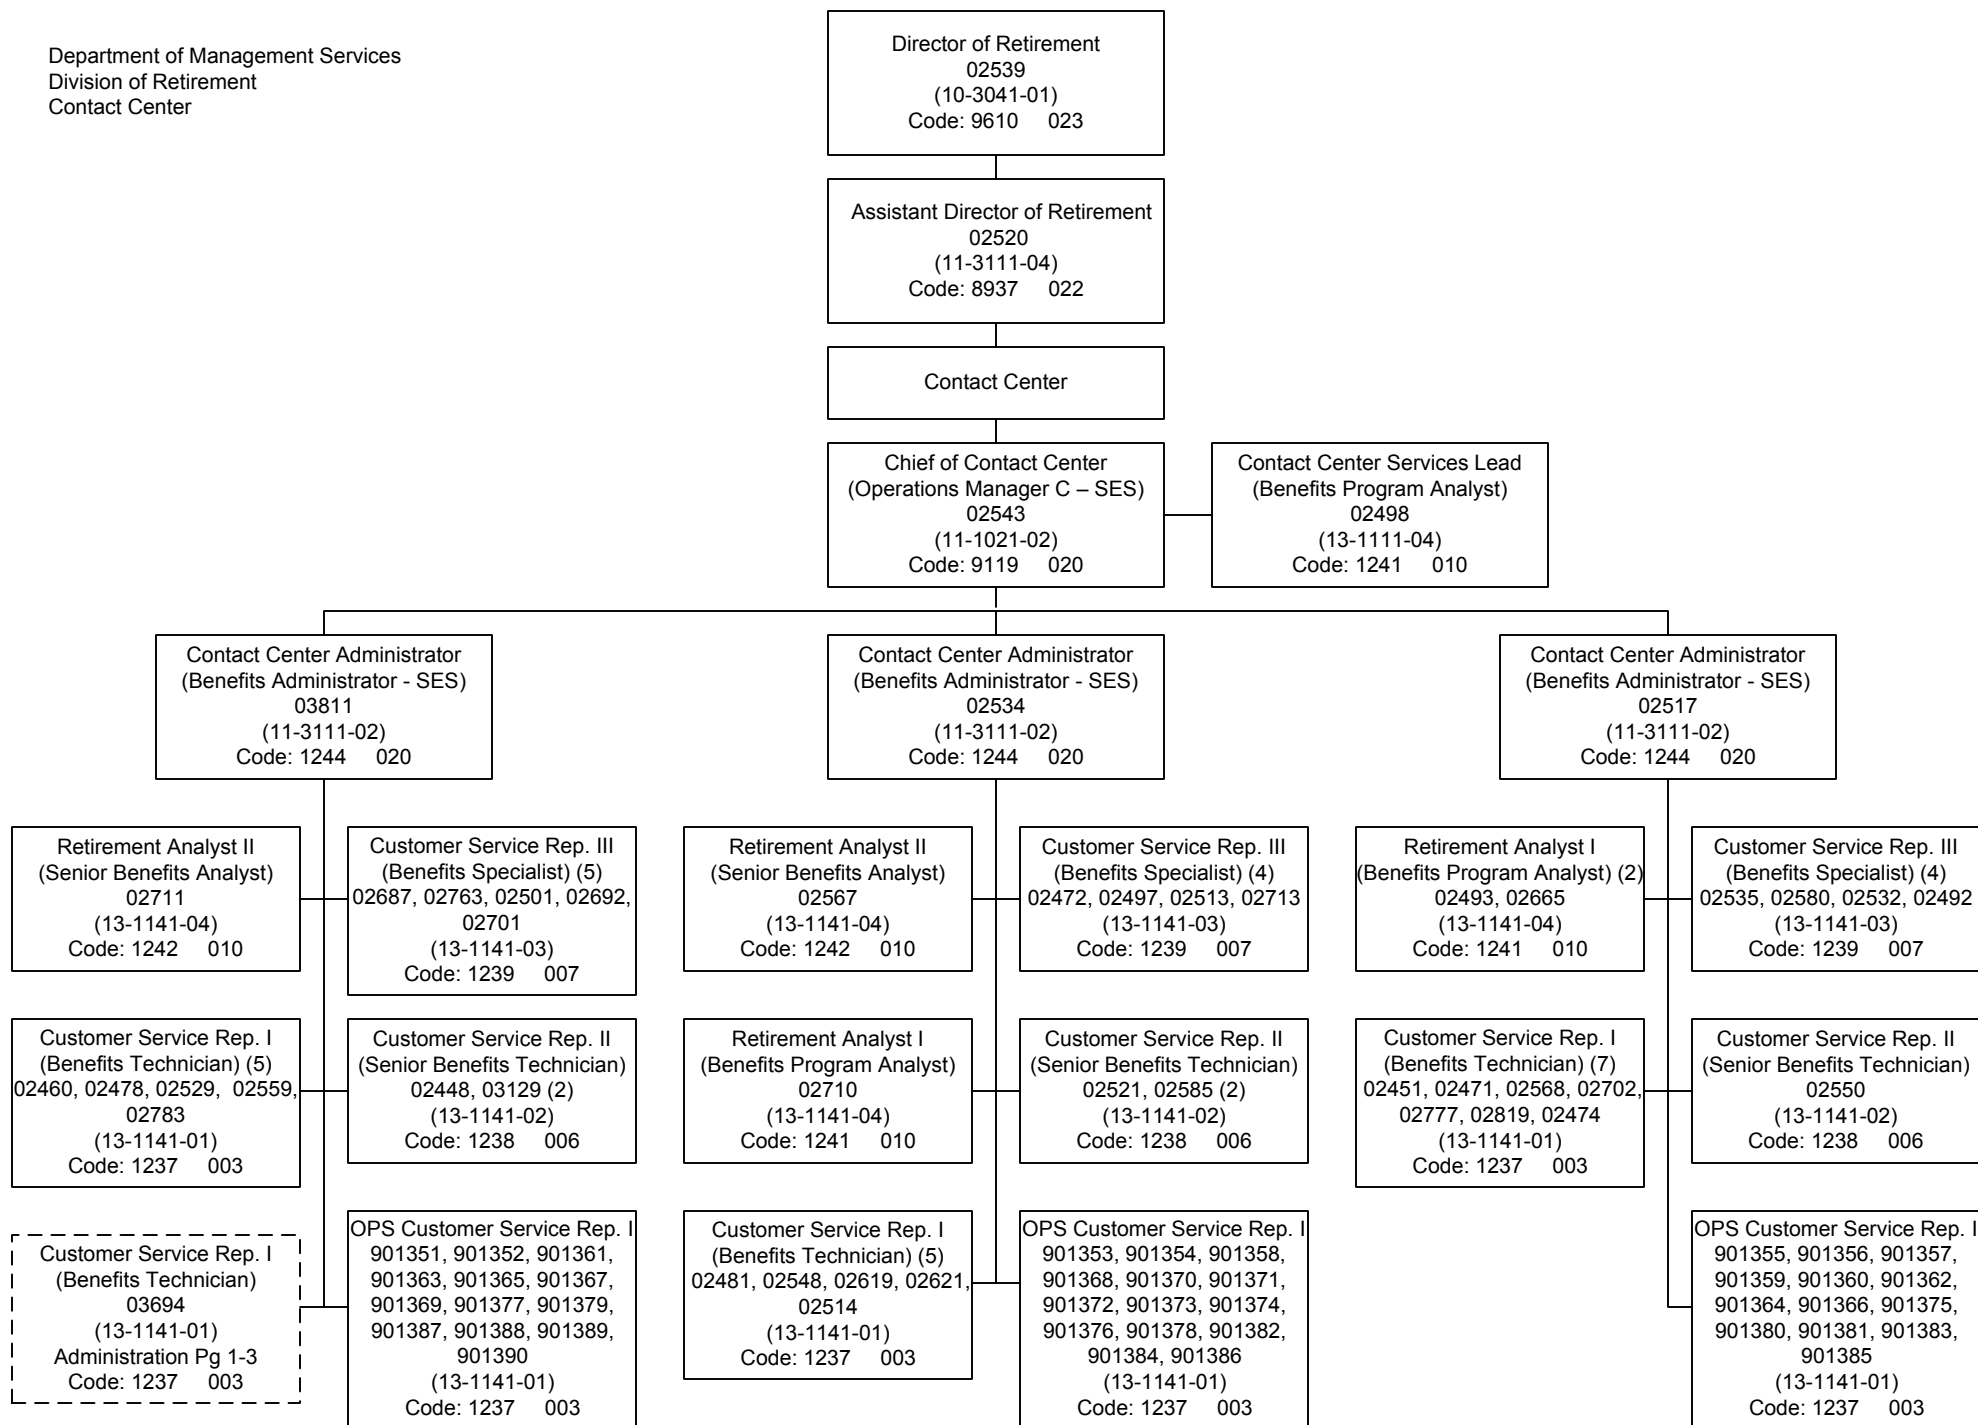 Department of Management Services
Division of Retirement
Contact Center
Director of Retirement
02539
(10-3041-01)
Code: 9610 023
Assistant Director of Retirement
02520
(11-3111-04)
Code: 8937 022
Contact Center
Chief of Contact Center
(Operations Manager C – SES)
02543
(11-1021-02)
Code: 9119 020
Contact Center Services Lead
(Benefits Program Analyst)
02498
(13-1111-04)
Code: 1241 010
Contact Center Administrator
(Benefits Administrator - SES)
03811
(11-3111-02)
Code: 1244 020
Contact Center Administrator
(Benefits Administrator - SES)
02534
(11-3111-02)
Code: 1244 020
Contact Center Administrator
(Benefits Administrator - SES)
02517
(11-3111-02)
Code: 1244 020
Retirement Analyst II
(Senior Benefits Analyst)
02711
(13-1141-04)
Code: 1242 010
Customer Service Rep. III
(Benefits Specialist) (5)
02687, 02763, 02501, 02692,
02701
(13-1141-03)
Code: 1239 007
Retirement Analyst II
(Senior Benefits Analyst)
02567
(13-1141-04)
Code: 1242 010
Customer Service Rep. III
(Benefits Specialist) (4)
02472, 02497, 02513, 02713
(13-1141-03)
Code: 1239 007
Retirement Analyst I
(Benefits Program Analyst) (2)
02493, 02665
(13-1141-04)
Code: 1241 010
Customer Service Rep. III
(Benefits Specialist) (4)
02535, 02580, 02532, 02492
(13-1141-03)
Code: 1239 007
Customer Service Rep. I
(Benefits Technician) (5)
02460, 02478, 02529, 02559,
02783
(13-1141-01)
Code: 1237 003
Customer Service Rep. II
(Senior Benefits Technician)
02448, 03129 (2)
(13-1141-02)
Code: 1238 006
Retirement Analyst I
(Benefits Program Analyst)
02710
(13-1141-04)
Code: 1241 010
Customer Service Rep. II
(Senior Benefits Technician)
02521, 02585 (2)
(13-1141-02)
Code: 1238 006
Customer Service Rep. I
(Benefits Technician) (7)
02451, 02471, 02568, 02702,
02777, 02819, 02474
(13-1141-01)
Code: 1237 003
Customer Service Rep. II
(Senior Benefits Technician)
02550
(13-1141-02)
Code: 1238 006
Customer Service Rep. I
(Benefits Technician)
03694
(13-1141-01)
Administration Pg 1-3
Code: 1237 003
OPS Customer Service Rep. I
901351, 901352, 901361,
901363, 901365, 901367,
901369, 901377, 901379,
901387, 901388, 901389,
901390
(13-1141-01)
Code: 1237 003
Customer Service Rep. I
(Benefits Technician) (5)
02481, 02548, 02619, 02621,
02514
(13-1141-01)
Code: 1237 003
OPS Customer Service Rep. I
901353, 901354, 901358,
901368, 901370, 901371,
901372, 901373, 901374,
901376, 901378, 901382,
901384, 901386
(13-1141-01)
Code: 1237 003
OPS Customer Service Rep. I
901355, 901356, 901357,
901359, 901360, 901362,
901364, 901366, 901375,
901380, 901381, 901383,
901385
(13-1141-01)
Code: 1237 003